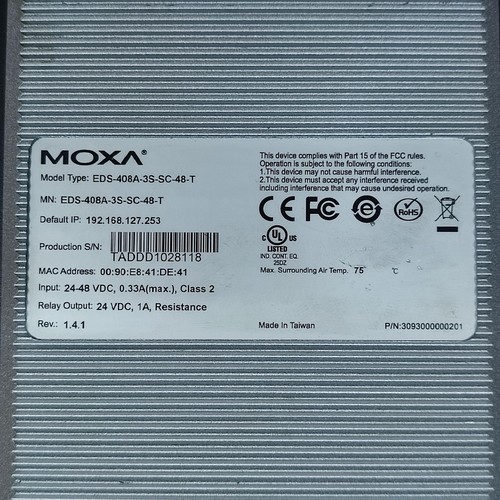 MOXA®
Model Type: EDS-408A-3S-SC-48-T
MN: EDS-408A-3S-SC-48-T
Default IP: 192.168.127.253
Production S/N:
TADDD1028118
MAC Address: 00:90:E8:41:DE:41
Input: 24-48 VDC, 0.33A(max.), Class 2
Relay Output: 24 VDC, 1A, Resistance
Rev.: 1.4.1
This device complies with Part 15 of the FCC rules.
Operation is subject to the following conditions:
1.This device may not cause harmful interference.
2.This device must accept any interference received
including interference that may cause undesired operation.
CE FC e RoHS
c UL US
LISTED
IND. CONT. EQ.
25DZ
Max. Surrounding Air Temp. 75 °C
Made in Taiwan
P/N:3093000000201